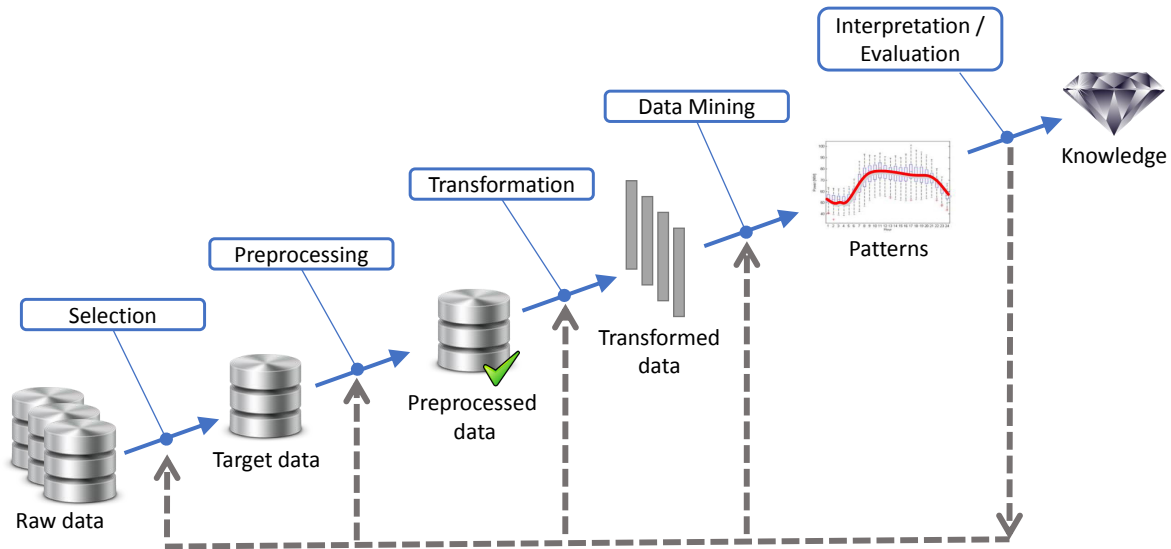 Interpretation /
Evaluation
Knowledge
Data Mining
Patterns
Transformation
Transformed
data
Preprocessing
Preprocessed
data
Selection
Target data
Raw data